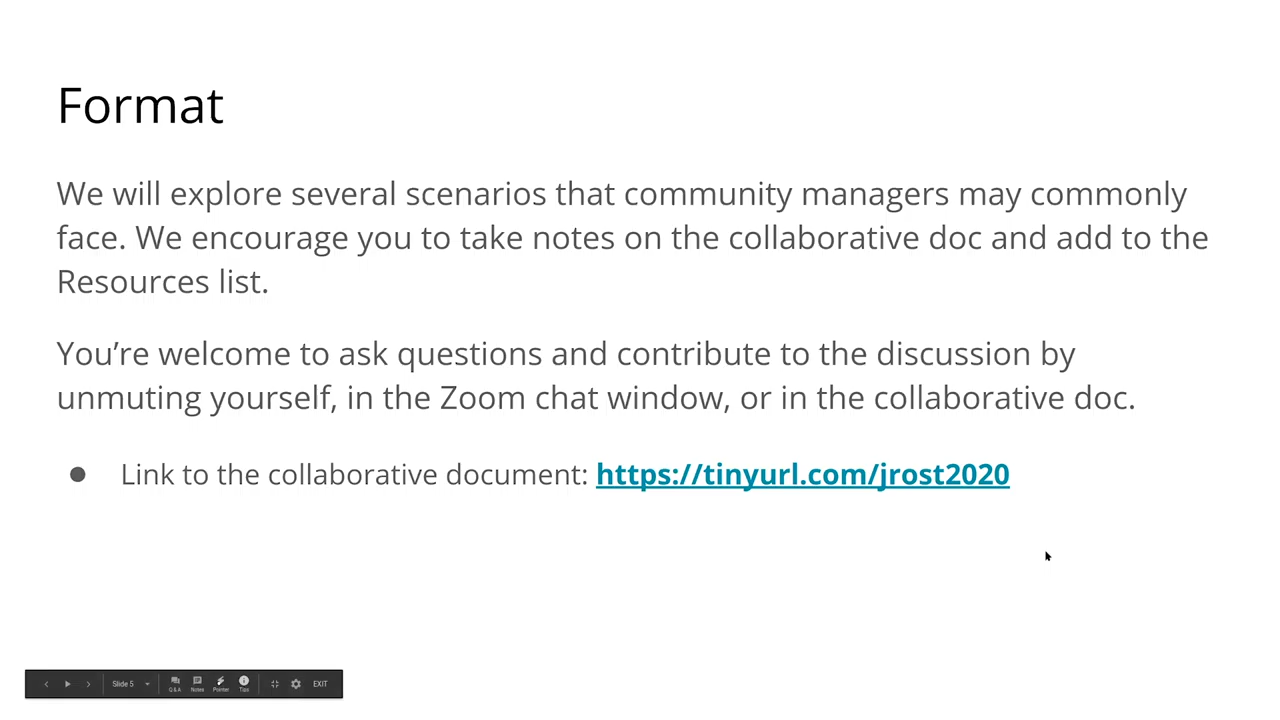 Format
We will explore several scenarios that community managers may commonly
face. We encourage you to take notes on the collaborative doc and add to the
Resources list.
You’re welcome to ask questions and contribute to the discussion by
unmuting yourself, in the Zoom chat window, or in the collaborative doc.
● Link to the collaborative document: https://tinyurl.com/jrost2020
Slide 5 Q & A Notes Pointer Tips EXIT